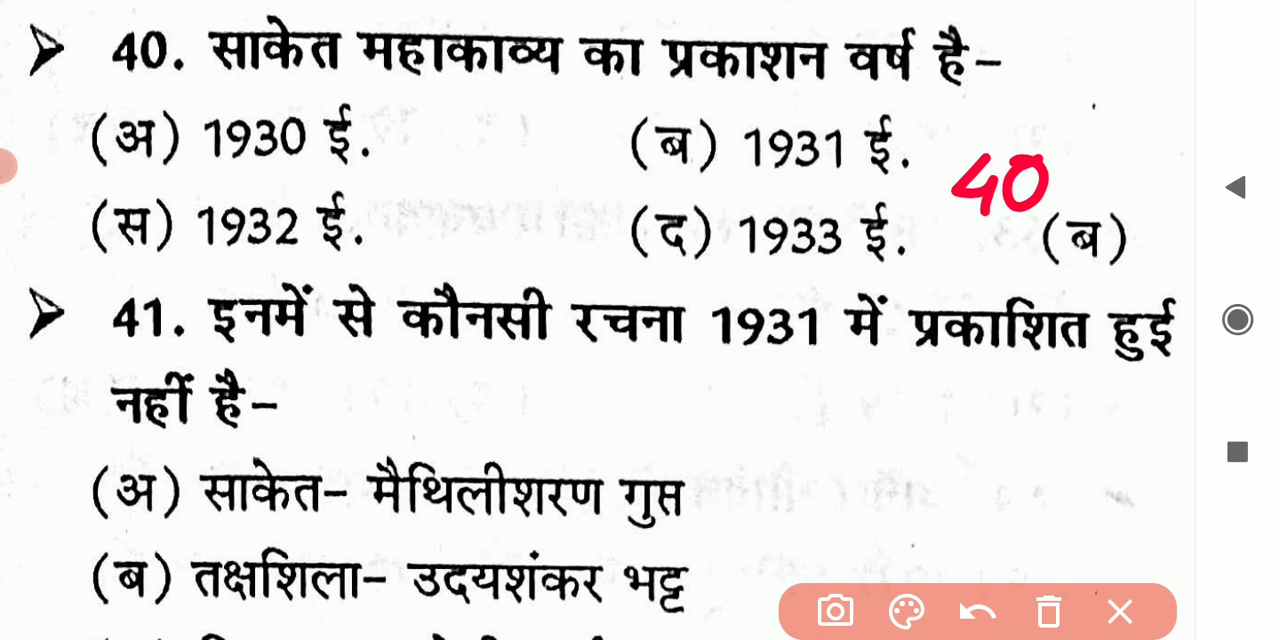 40. साकेत महाकाव्य का प्रकाशन वर्ष है-
(अ) 1930 ई. (ब) 1931 ई.
40
(स) 1932 ई. (द) 1933 ई. (ब)
41. इनमें से कौनसी रचना 1931 में प्रकाशित हुई
नहीं है-
(अ) साकेत- मैथिलीशरण गुप्त
(ब) तक्षशिला- उदयशंकर भट्ट